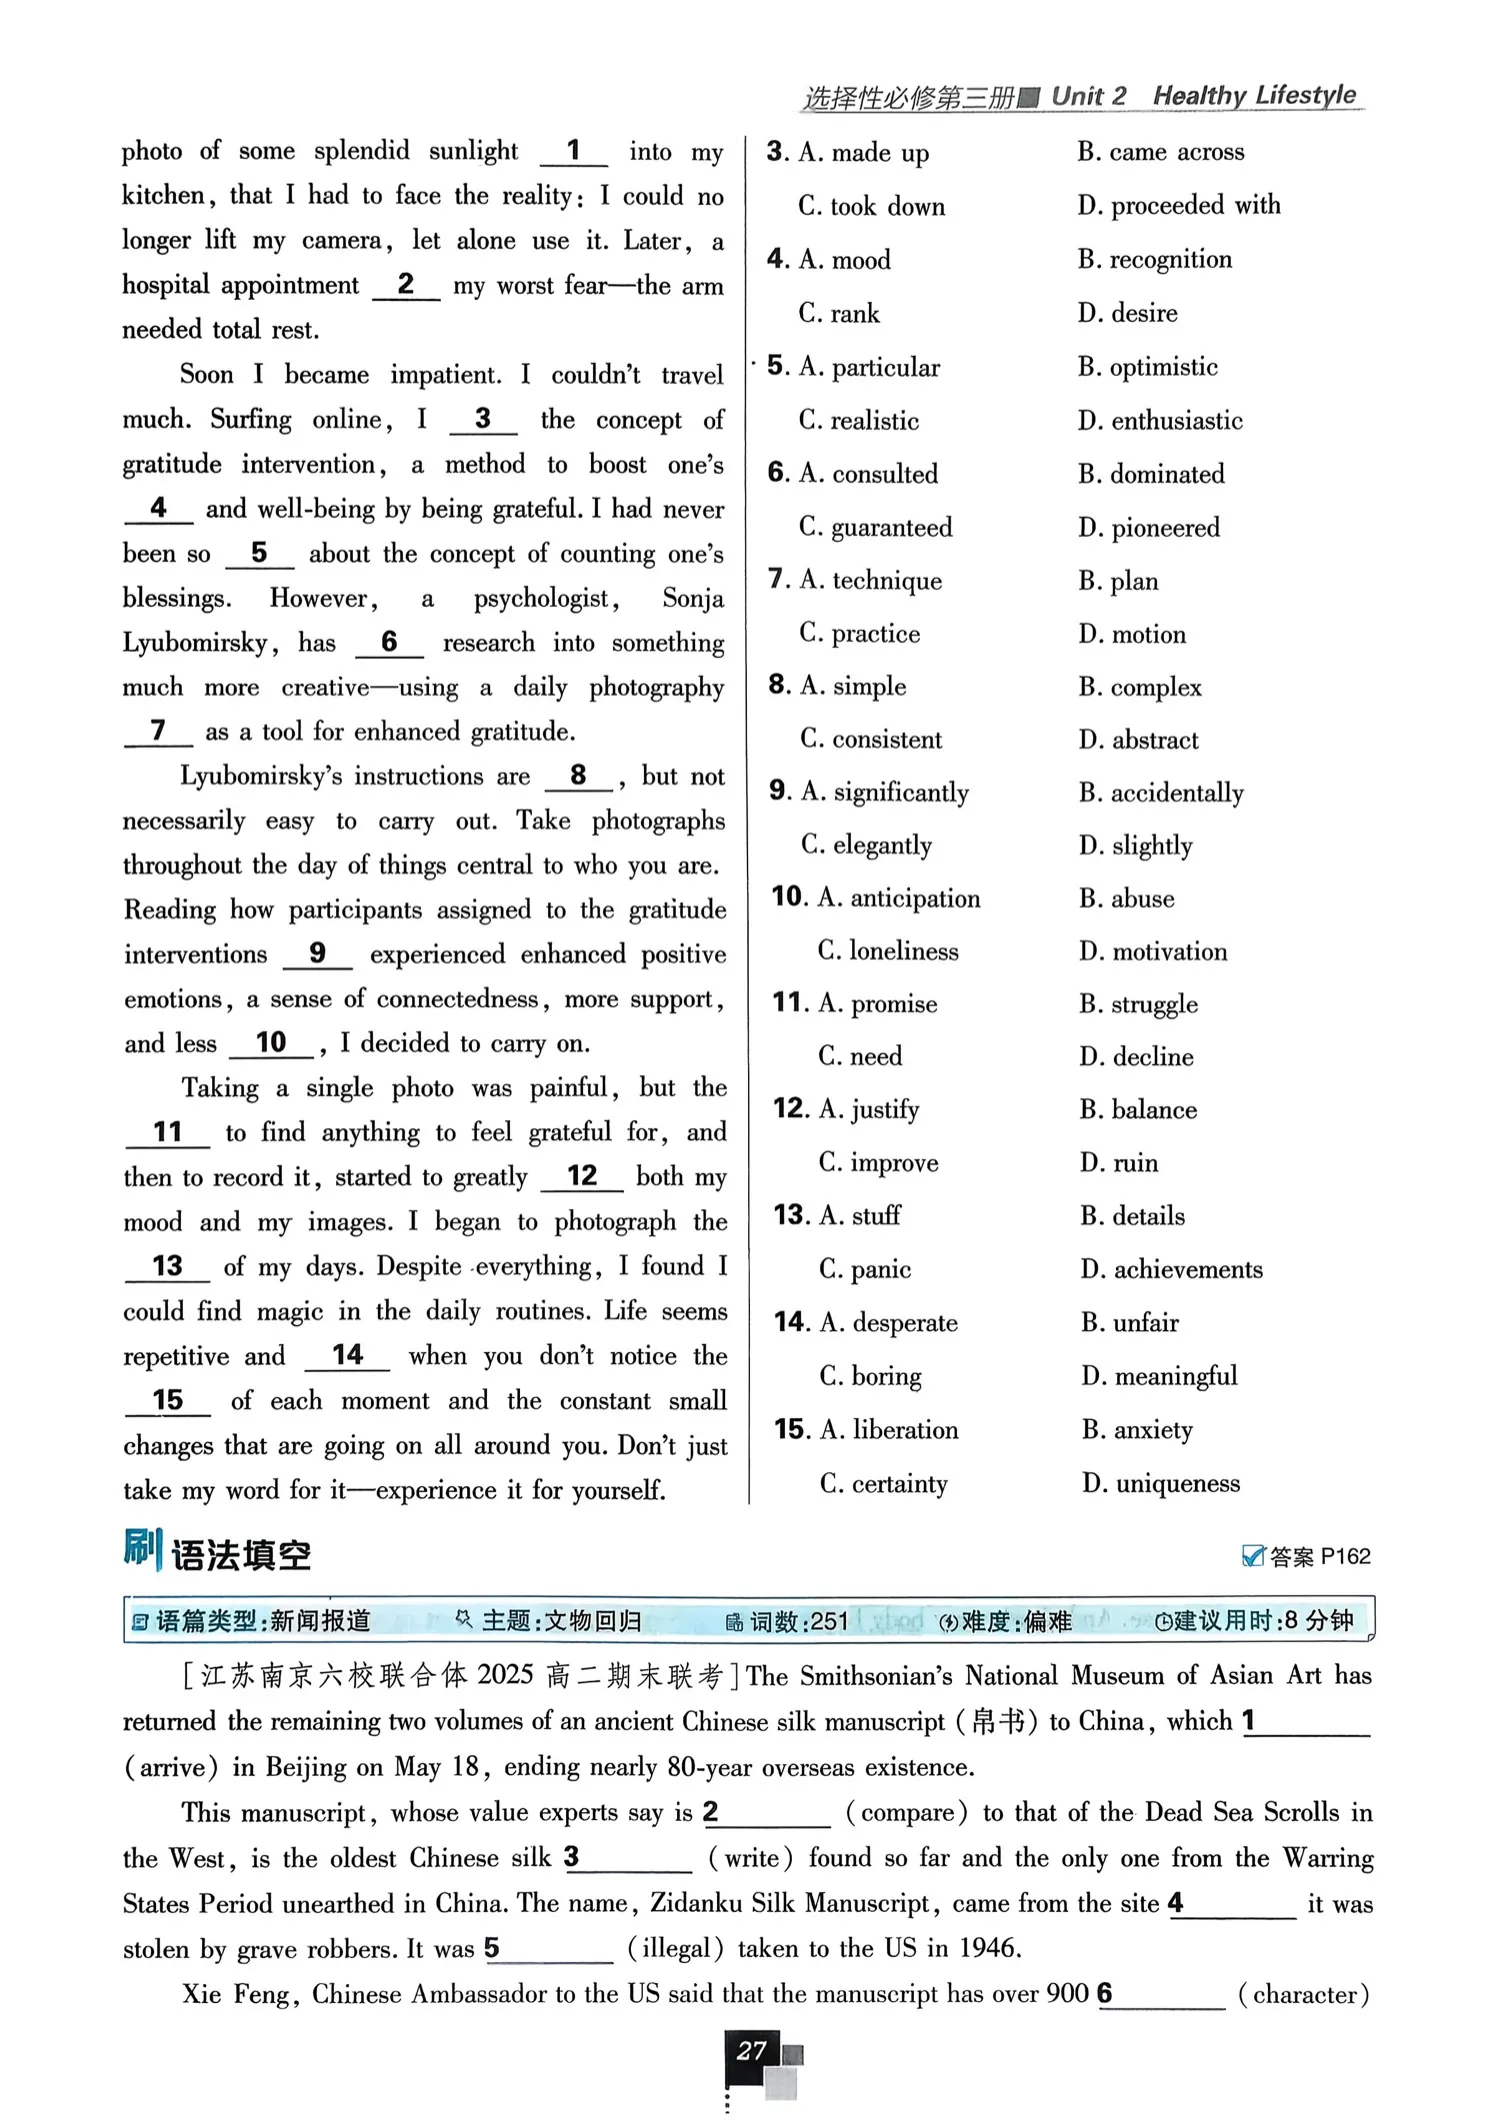 选择性必修第三册 Unit 2 Healthy Lifestyle
photo of some splendid sunlight 1 into my
kitchen, that I had to face the reality: I could no
longer lift my camera, let alone use it. Later, a
hospital appointment 2 my worst fear—the arm
needed total rest.
Soon I became impatient. I couldn't travel
much. Surfing online, I 3 the concept of
gratitude intervention, a method to boost one's
4 and well-being by being grateful. I had never
been so 5 about the concept of counting one's
blessings. However, a psychologist, Sonja
Lyubomirsky, has 6 research into something
much more creative—using a daily photography
7 as a tool for enhanced gratitude.
Lyubomirsky's instructions are 8 , but not
necessarily easy to carry out. Take photographs
throughout the day of things central to who you are.
Reading how participants assigned to the gratitude
interventions 9 experienced enhanced positive
emotions, a sense of connectedness, more support,
and less 10 , I decided to carry on.
Taking a single photo was painful, but the
11 to find anything to feel grateful for, and
then to record it, started to greatly 12 both my
mood and my images. I began to photograph the
13 of my days. Despite everything, I found I
could find magic in the daily routines. Life seems
repetitive and 14 when you don't notice the
15 of each moment and the constant small
changes that are going on all around you. Don't just
take my word for it—experience it for yourself.
3. A. made up B. came across
C. took down D. proceeded with
4. A. mood B. recognition
C. rank D. desire
5. A. particular B. optimistic
C. realistic D. enthusiastic
6. A. consulted B. dominated
C. guaranteed D. pioneered
7. A. technique B. plan
C. practice D. motion
8. A. simple B. complex
C. consistent D. abstract
9. A. significantly B. accidentally
C. elegantly D. slightly
10. A. anticipation B. abuse
C. loneliness D. motivation
11. A. promise B. struggle
C. need D. decline
12. A. justify B. balance
C. improve D. ruin
13. A. stuff B. details
C. panic D. achievements
14. A. desperate B. unfair
C. boring D. meaningful
15. A. liberation B. anxiety
C. certainty D. uniqueness
刷 语法填空 答案 P162
语篇类型:新闻报道 主题:文物回归 词数:251 难度:偏难 建议用时:8 分钟
[江苏南京六校联合体 2025 高二期末联考]The Smithsonian's National Museum of Asian Art has
returned the remaining two volumes of an ancient Chinese silk manuscript (帛书) to China, which 1
(arrive) in Beijing on May 18, ending nearly 80-year overseas existence.
This manuscript, whose value experts say is 2 (compare) to that of the Dead Sea Scrolls in
the West, is the oldest Chinese silk 3 (write) found so far and the only one from the Warring
States Period unearthed in China. The name, Zidanku Silk Manuscript, came from the site 4 it was
stolen by grave robbers. It was 5 (illegal) taken to the US in 1946.
Xie Feng, Chinese Ambassador to the US said that the manuscript has over 900 6 (character)
27